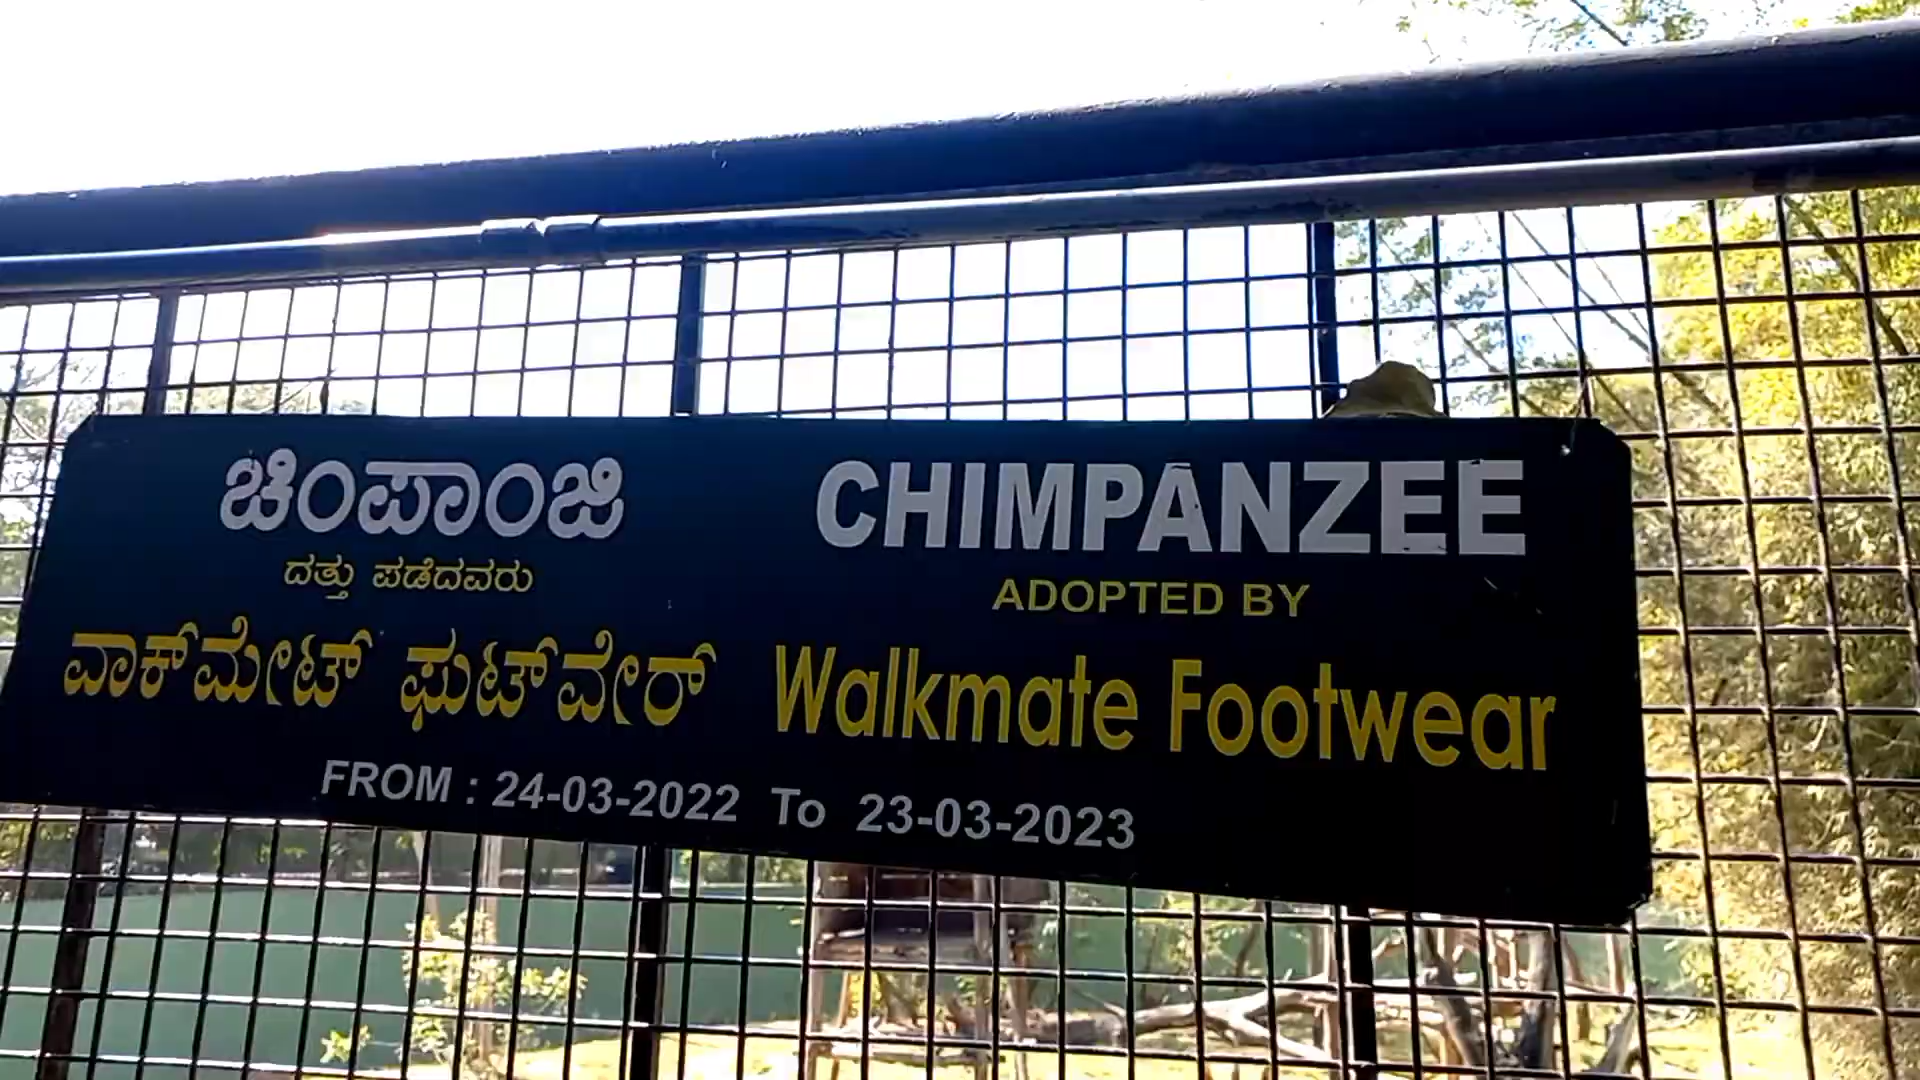 ಚಿಂಪಾಂಜಿ
ದತ್ತು ಪಡೆದವರು
ವಾಕ್‌ಮೇಟ್ ಫುಟ್‌ವೇರ್
CHIMPANZEE
ADOPTED BY
Walkmate Footwear
FROM : 24-03-2022 To 23-03-2023